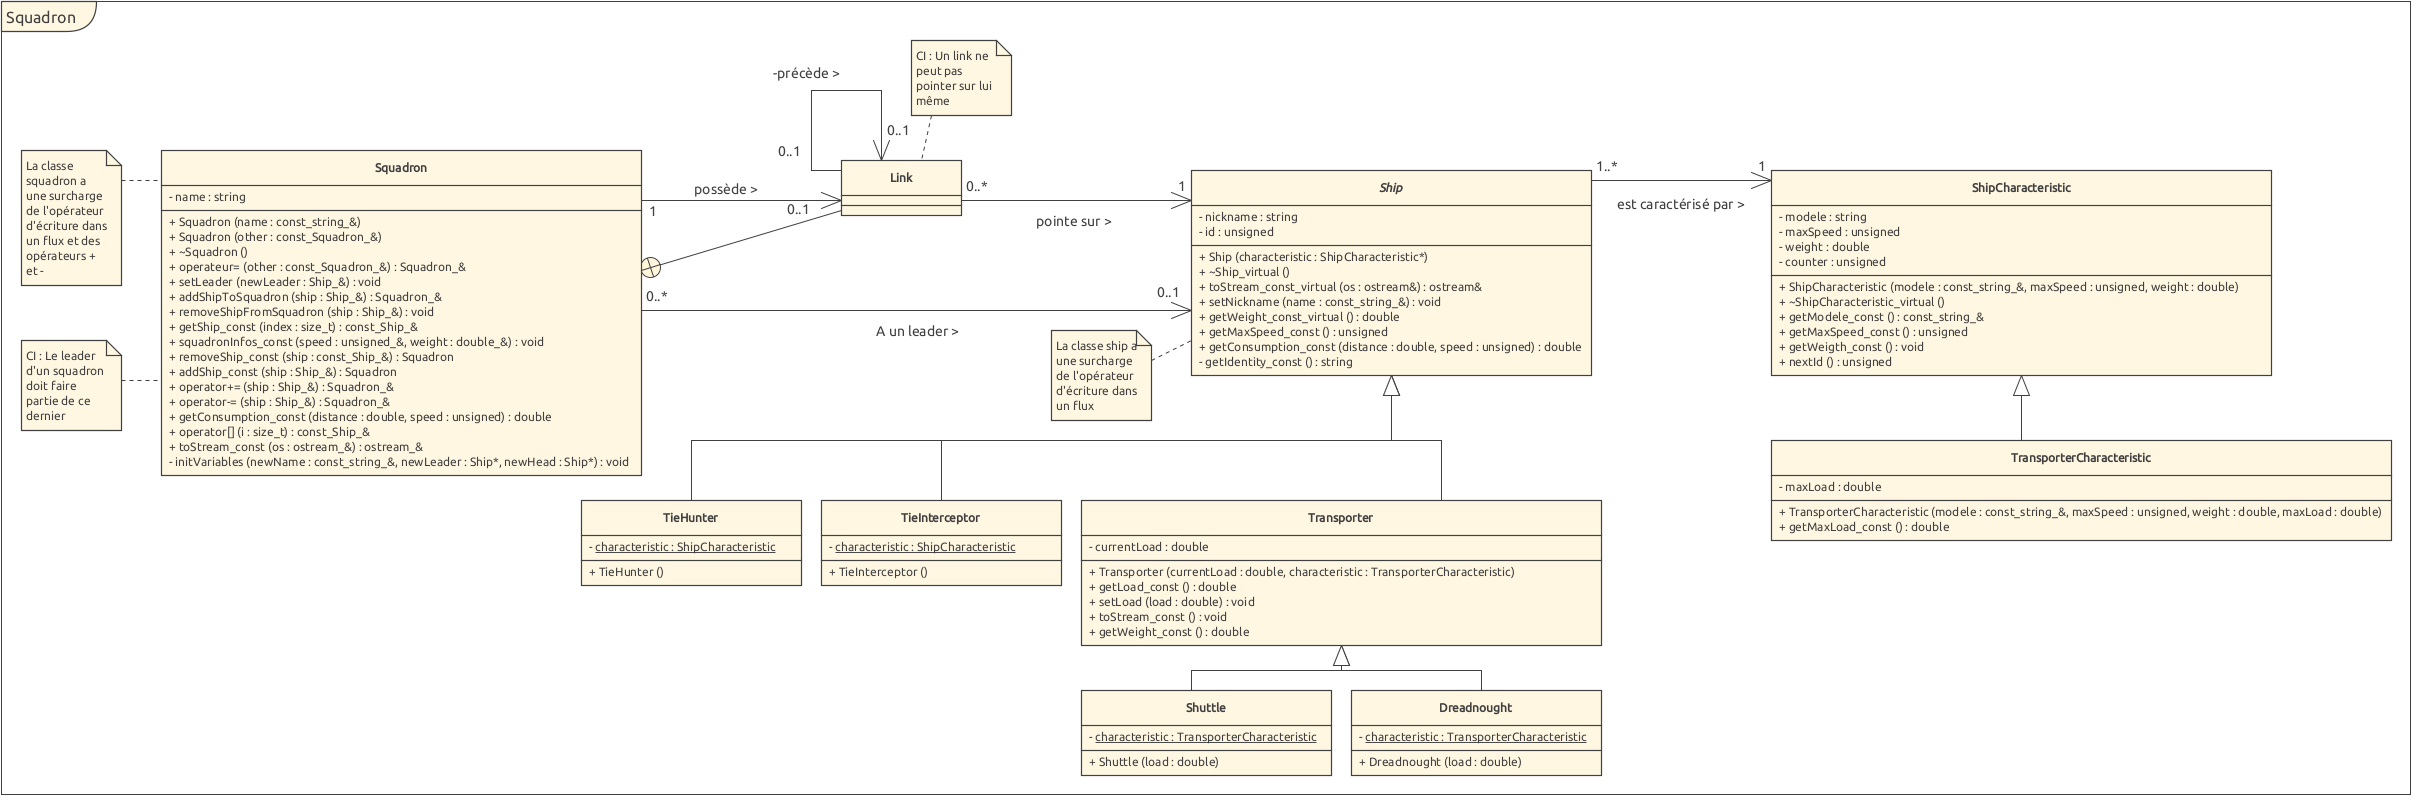 Squadron
CI : Un link ne
peut pas
pointer sur lui
même
-précède >
0..1
0..1
La classe
squadron a
une surcharge
de l'opérateur
d'écriture dans
un flux et des
opérateurs +
et -
CI : Le leader
d'un squadron
doit faire
partie de ce
dernier
Squadron
- name : string
+ Squadron (name : const_string_&)
+ Squadron (other : const_Squadron_&)
+ ~Squadron ()
+ operateur= (other : const_Squadron_&) : Squadron_&
+ setLeader (newLeader : Ship_&) : void
+ addShipToSquadron (ship : Ship_&) : Squadron_&
+ removeShipFromSquadron (ship : Ship_&) : void
+ getShip_const (index : size_t) : const_Ship_&
+ squadronInfos_const (speed : unsigned_&, weight : double_&) : void
+ removeShip_const (ship : const_Ship_&) : Squadron
+ addShip_const (ship : Ship_&) : Squadron
+ operator+= (ship : Ship_&) : Squadron_&
+ operator-= (ship : Ship_&) : Squadron_&
+ getConsumption_const (distance : double, speed : unsigned) : double
+ operator[] (i : size_t) : const_Ship_&
+ toStream_const (os : ostream_&) : ostream_&
- initVariables (newName : const_string_&, newLeader : Ship*, newHead : Ship*) : void
possède >
1
0..1
Link
0..*
1
pointe sur >
0..*
0..1
A un leader >
La classe ship a
une surcharge
de l'opérateur
d'écriture dans
un flux
Ship
- nickname : string
- id : unsigned
+ Ship (characteristic : ShipCharacteristic*)
+ ~Ship_virtual ()
+ toStream_const_virtual (os : ostream&) : ostream&
+ setNickname (name : const_string_&) : void
+ getWeight_const_virtual () : double
+ getMaxSpeed_const () : unsigned
+ getConsumption_const (distance : double, speed : unsigned) : double
- getIdentity_const () : string
1..*
1
est caractérisé par >
ShipCharacteristic
- modele : string
- maxSpeed : unsigned
- weight : double
- counter : unsigned
+ ShipCharacteristic (modele : const_string_&, maxSpeed : unsigned, weight : double)
+ ~ShipCharacteristic_virtual ()
+ getModele_const () : const_string_&
+ getMaxSpeed_const () : unsigned
+ getWeigth_const () : void
+ nextId () : unsigned
TransporterCharacteristic
- maxLoad : double
+ TransporterCharacteristic (modele : const_string_&, maxSpeed : unsigned, weight : double, maxLoad : double)
+ getMaxLoad_const () : double
TieHunter
- characteristic : ShipCharacteristic
+ TieHunter ()
TieInterceptor
- characteristic : ShipCharacteristic
+ TieInterceptor ()
Transporter
- currentLoad : double
+ Transporter (currentLoad : double, characteristic : TransporterCharacteristic)
+ getLoad_const () : double
+ setLoad (load : double) : void
+ toStream_const () : void
+ getWeight_const () : double
Shuttle
- characteristic : TransporterCharacteristic
+ Shuttle (load : double)
Dreadnought
- characteristic : TransporterCharacteristic
+ Dreadnought (load : double)